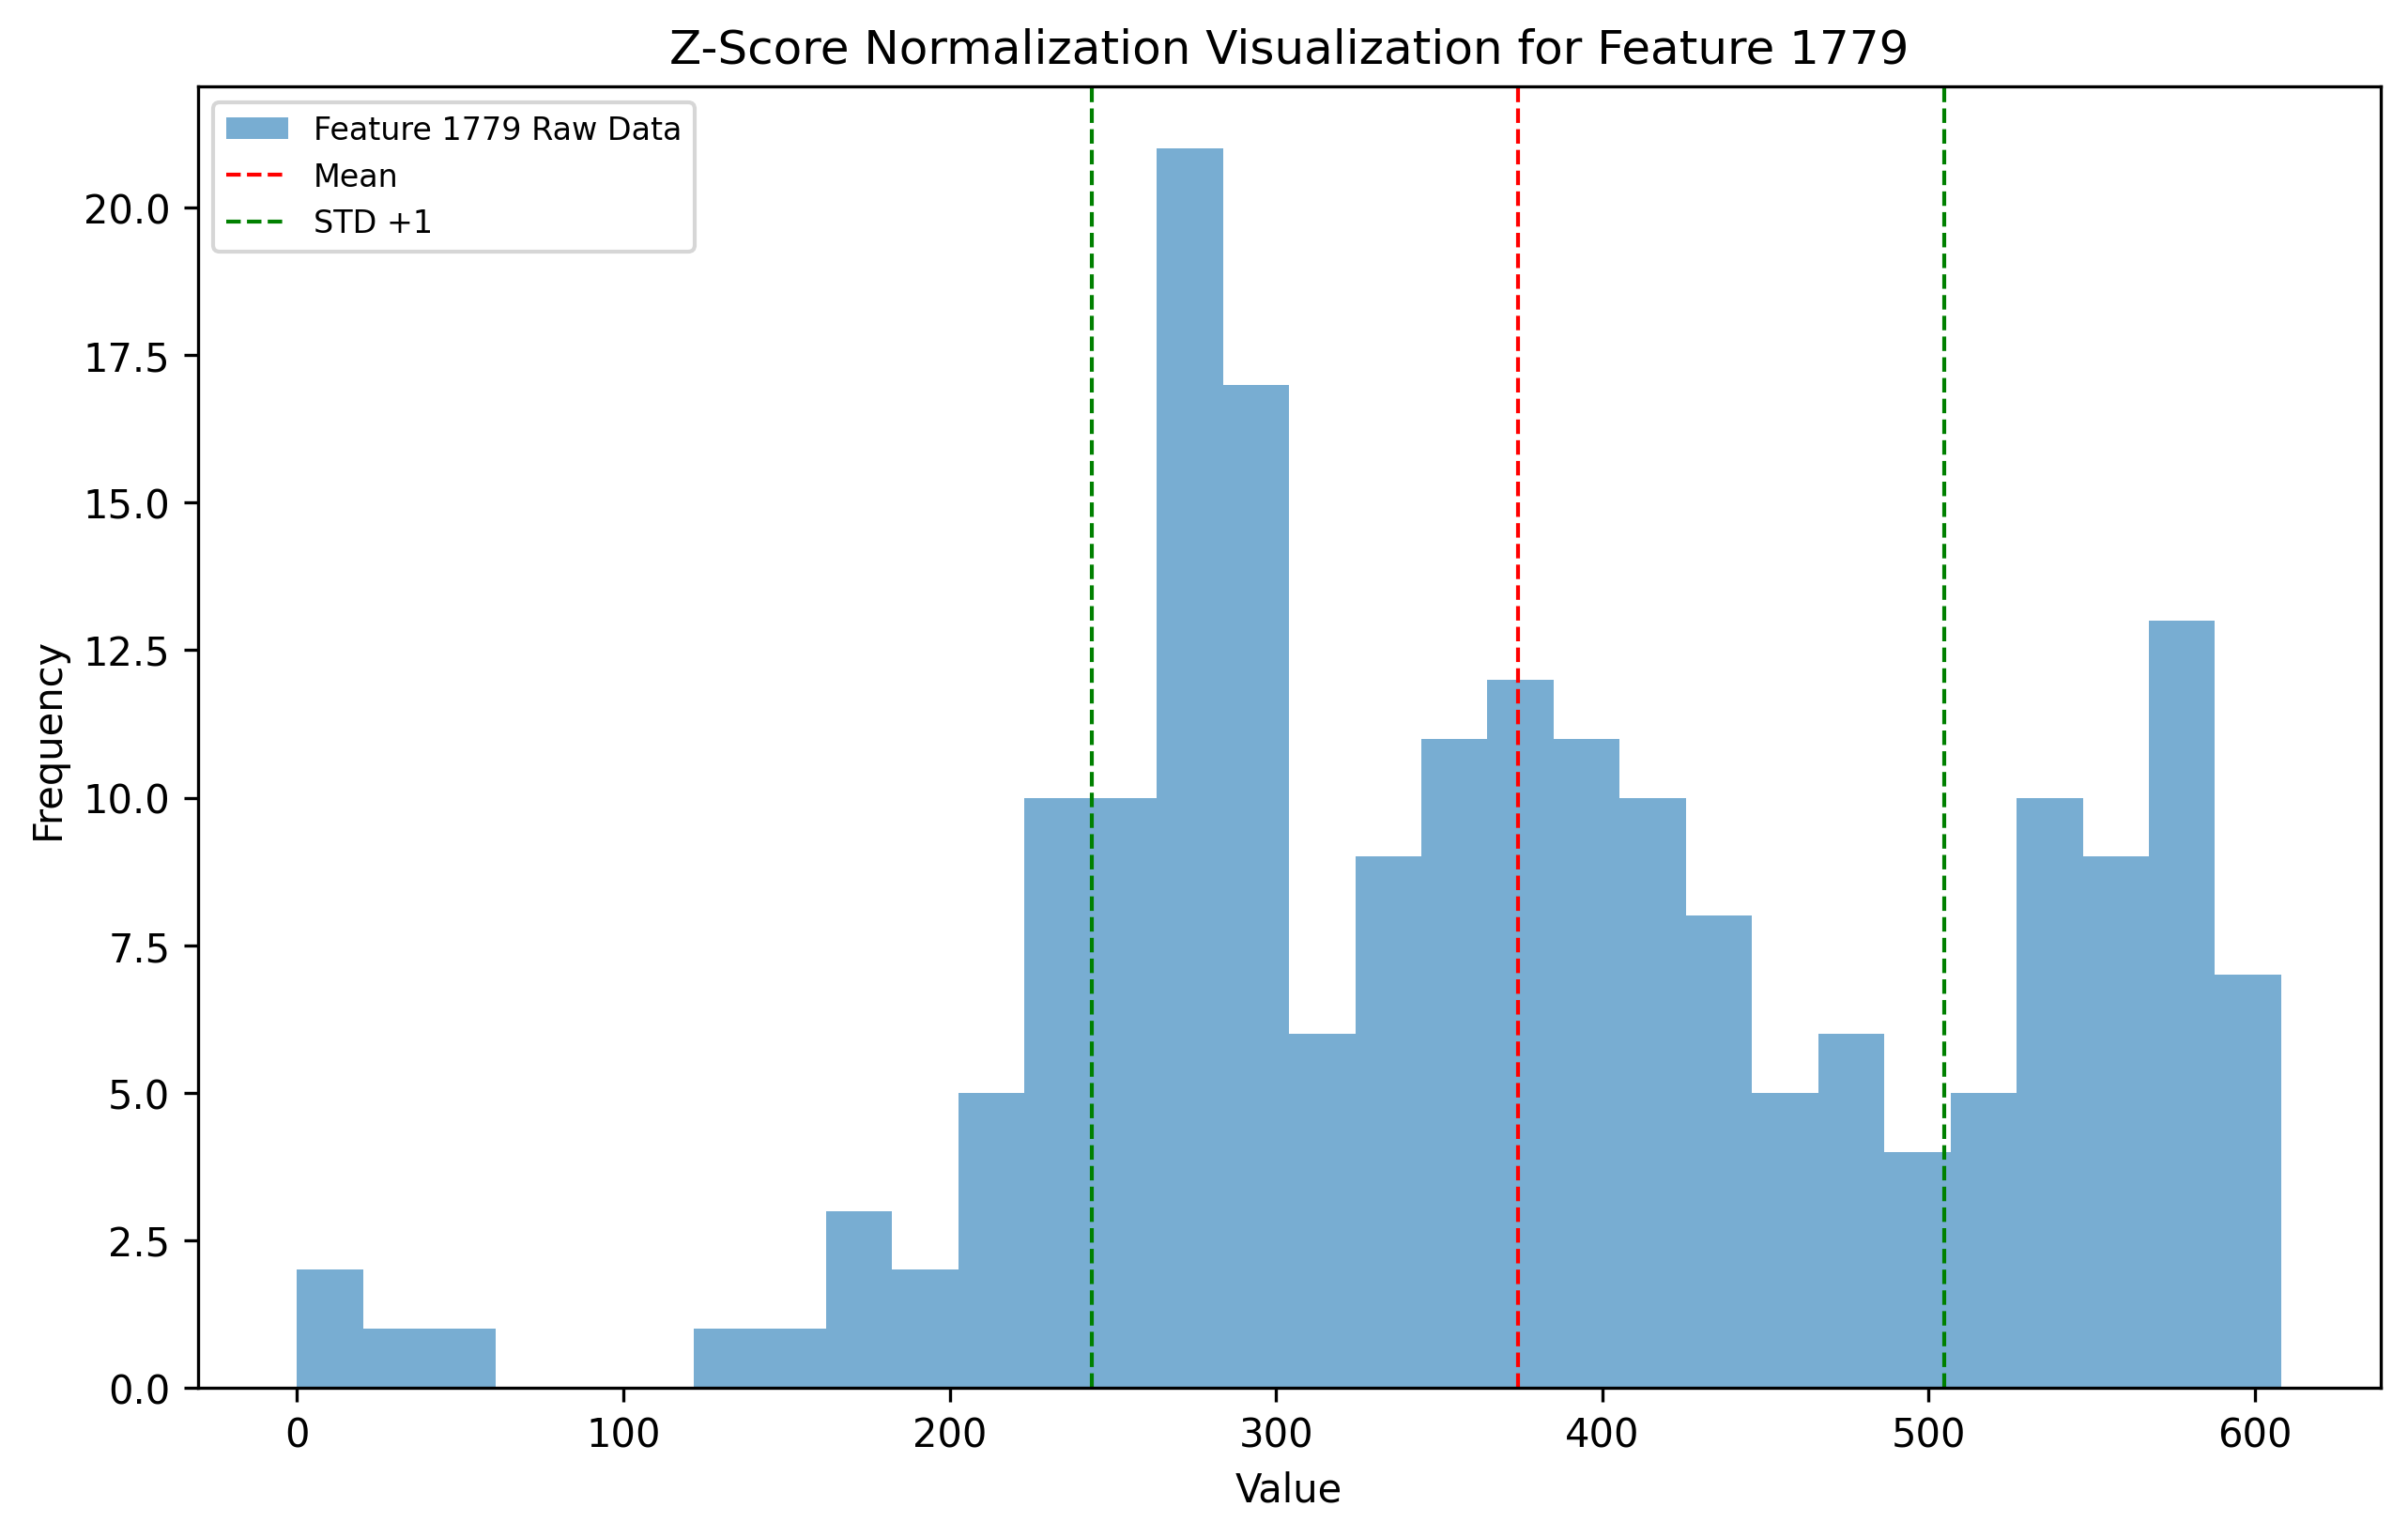 Z-Score Normalization Visualization for Feature 1779
Feature 1779 Raw Data
Mean
STD +1
20.0
17.5
15.0
12.5
10.0
7.5
5.0
2.5
0.0
Frequency
0 100 200 300 400 500 600
Value